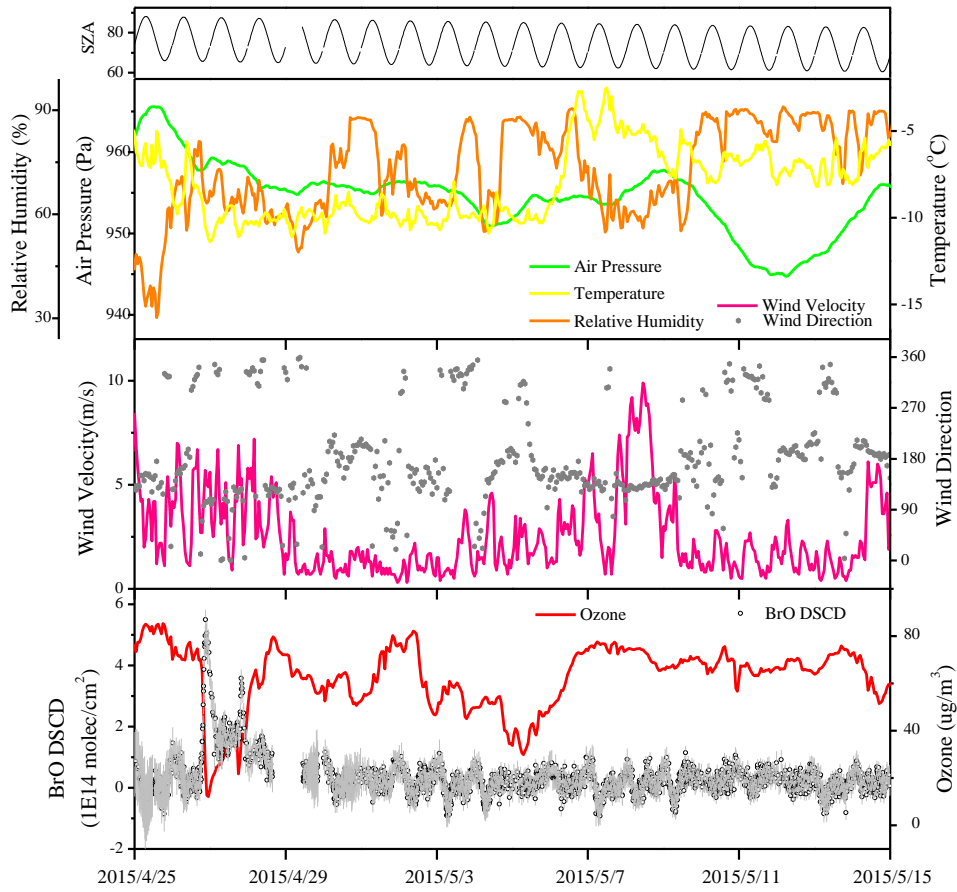 SZA
80
60
Relative Humidity (%)
90
60
30
Air Pressure (Pa)
960
950
940
Temperature (°C)
-5
-10
-15
Air Pressure
Temperature
Relative Humidity
Wind Velocity
Wind Direction
Wind Velocity(m/s)
10
5
0
Wind Direction
360
270
180
90
0
Ozone
BrO DSCD
BrO DSCD
(1E14 molec/cm²)
6
4
2
0
-2
Ozone (ug/m³)
80
40
0
2015/4/25 2015/4/29 2015/5/3 2015/5/7 2015/5/11 2015/5/15